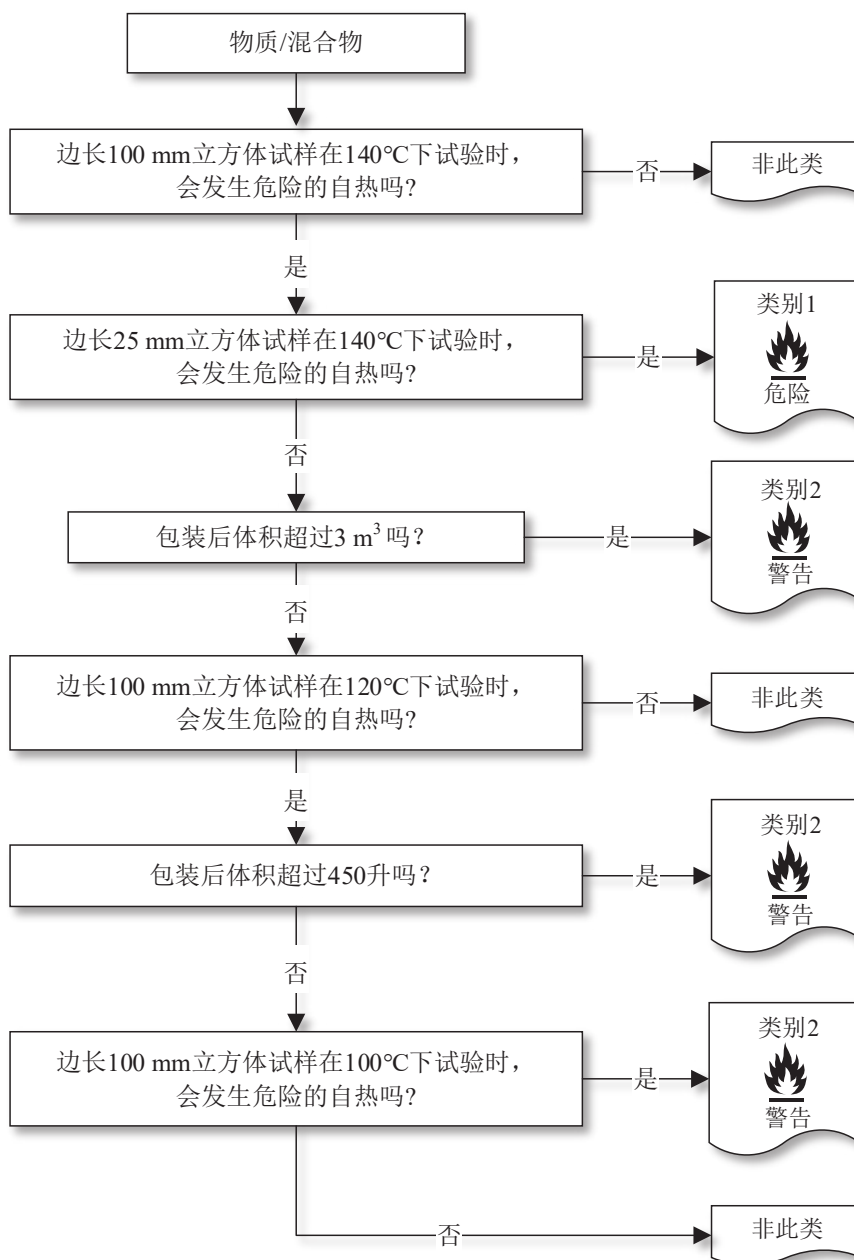 物质/混合物
边长100 mm立方体试样在140°C下试验时，
会发生危险的自热吗？
否
非此类
是
边长25 mm立方体试样在140°C下试验时，
会发生危险的自热吗？
是
类别1
危险
否
包装后体积超过3 m³吗？
是
类别2
警告
否
边长100 mm立方体试样在120°C下试验时，
会发生危险的自热吗？
否
非此类
是
包装后体积超过450升吗？
是
类别2
警告
否
边长100 mm立方体试样在100°C下试验时，
会发生危险的自热吗？
是
类别2
警告
否
非此类